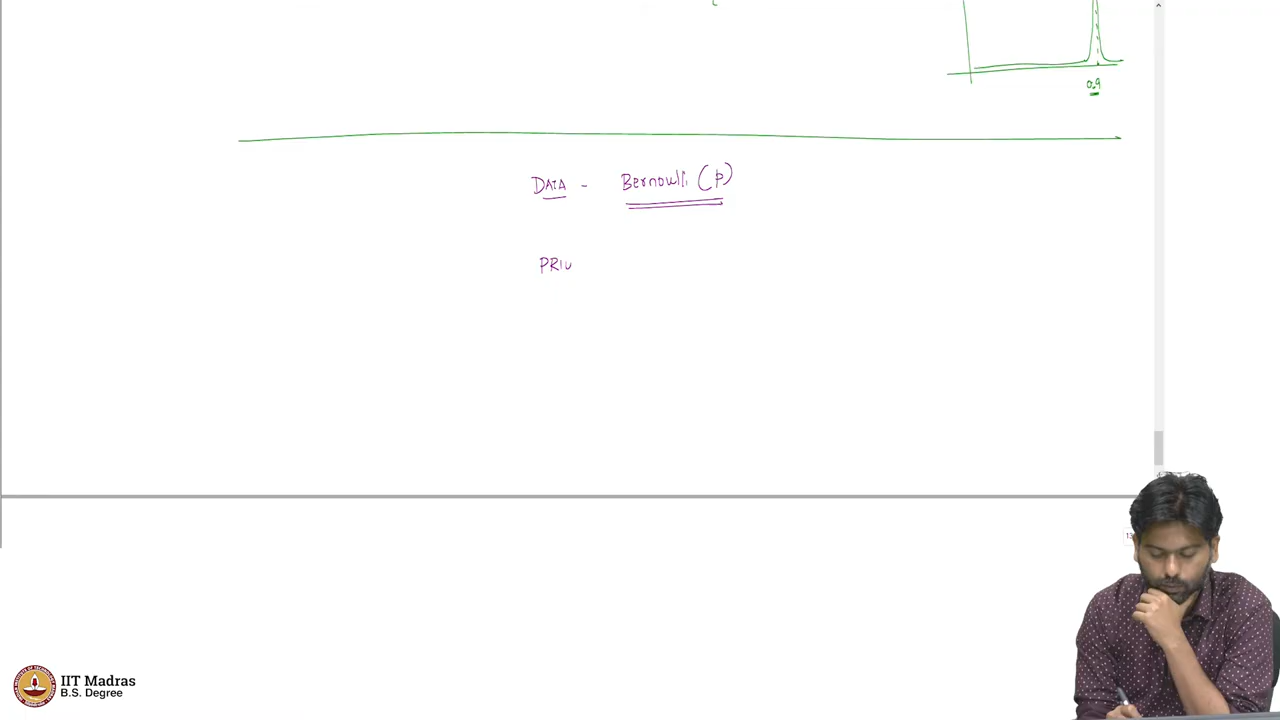 0.9
DATA - Bernoulli (p)
PRIO
IIT Madras
B.S. Degree